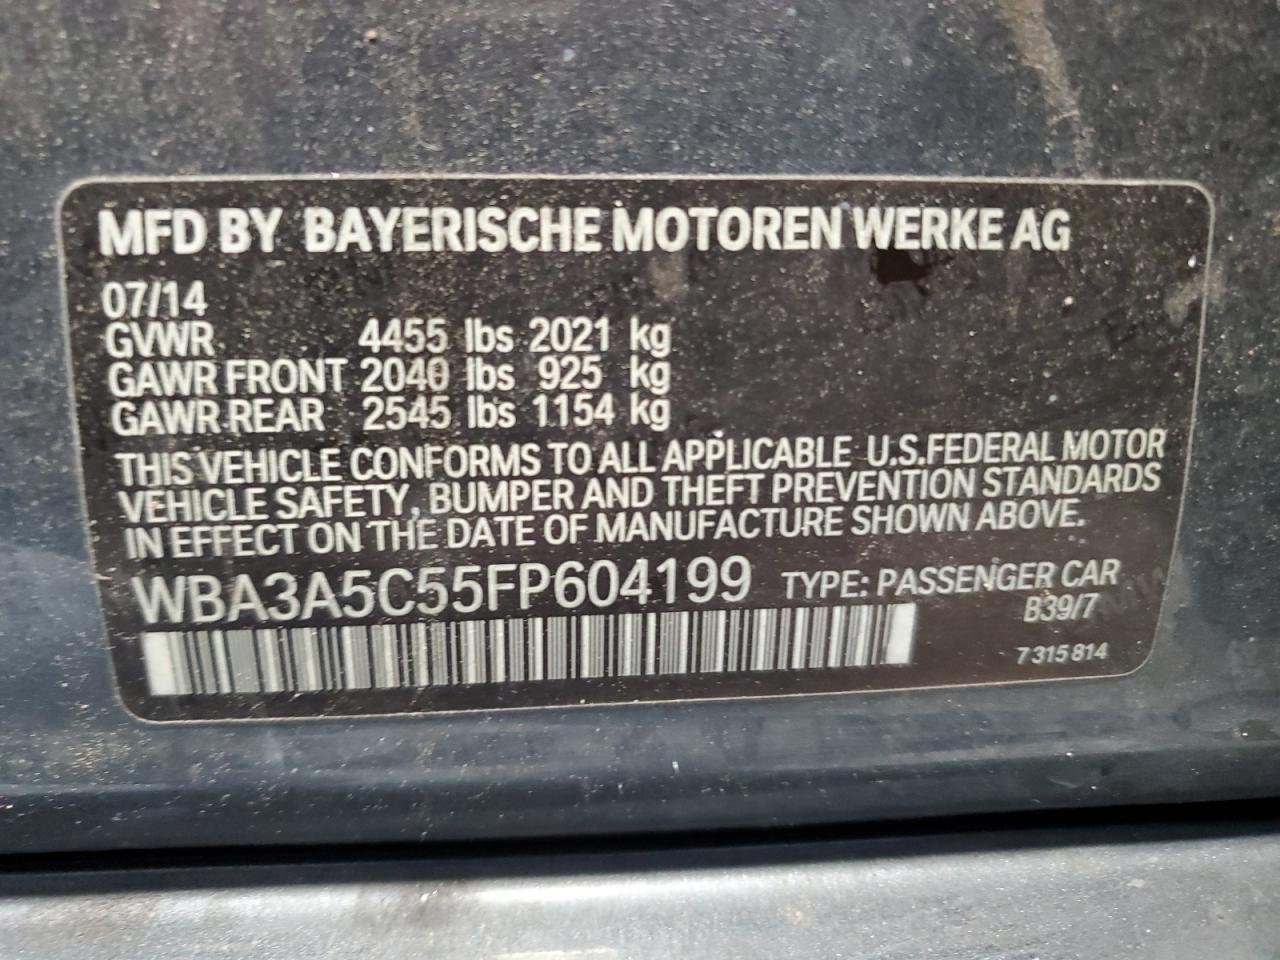 MFD BY BAYERISCHE MOTOREN WERKE AG
07/14
GVWR 4455 lbs 2021 kg
GAWR FRONT 2040 lbs 925 kg
GAWR REAR 2545 lbs 1154 kg
THIS VEHICLE CONFORMS TO ALL APPLICABLE U.S.FEDERAL MOTOR
VEHICLE SAFETY, BUMPER AND THEFT PREVENTION STANDARDS
IN EFFECT ON THE DATE OF MANUFACTURE SHOWN ABOVE.
WBA3A5C55FP604199 TYPE: PASSENGER CAR
B39/7
7 315 814